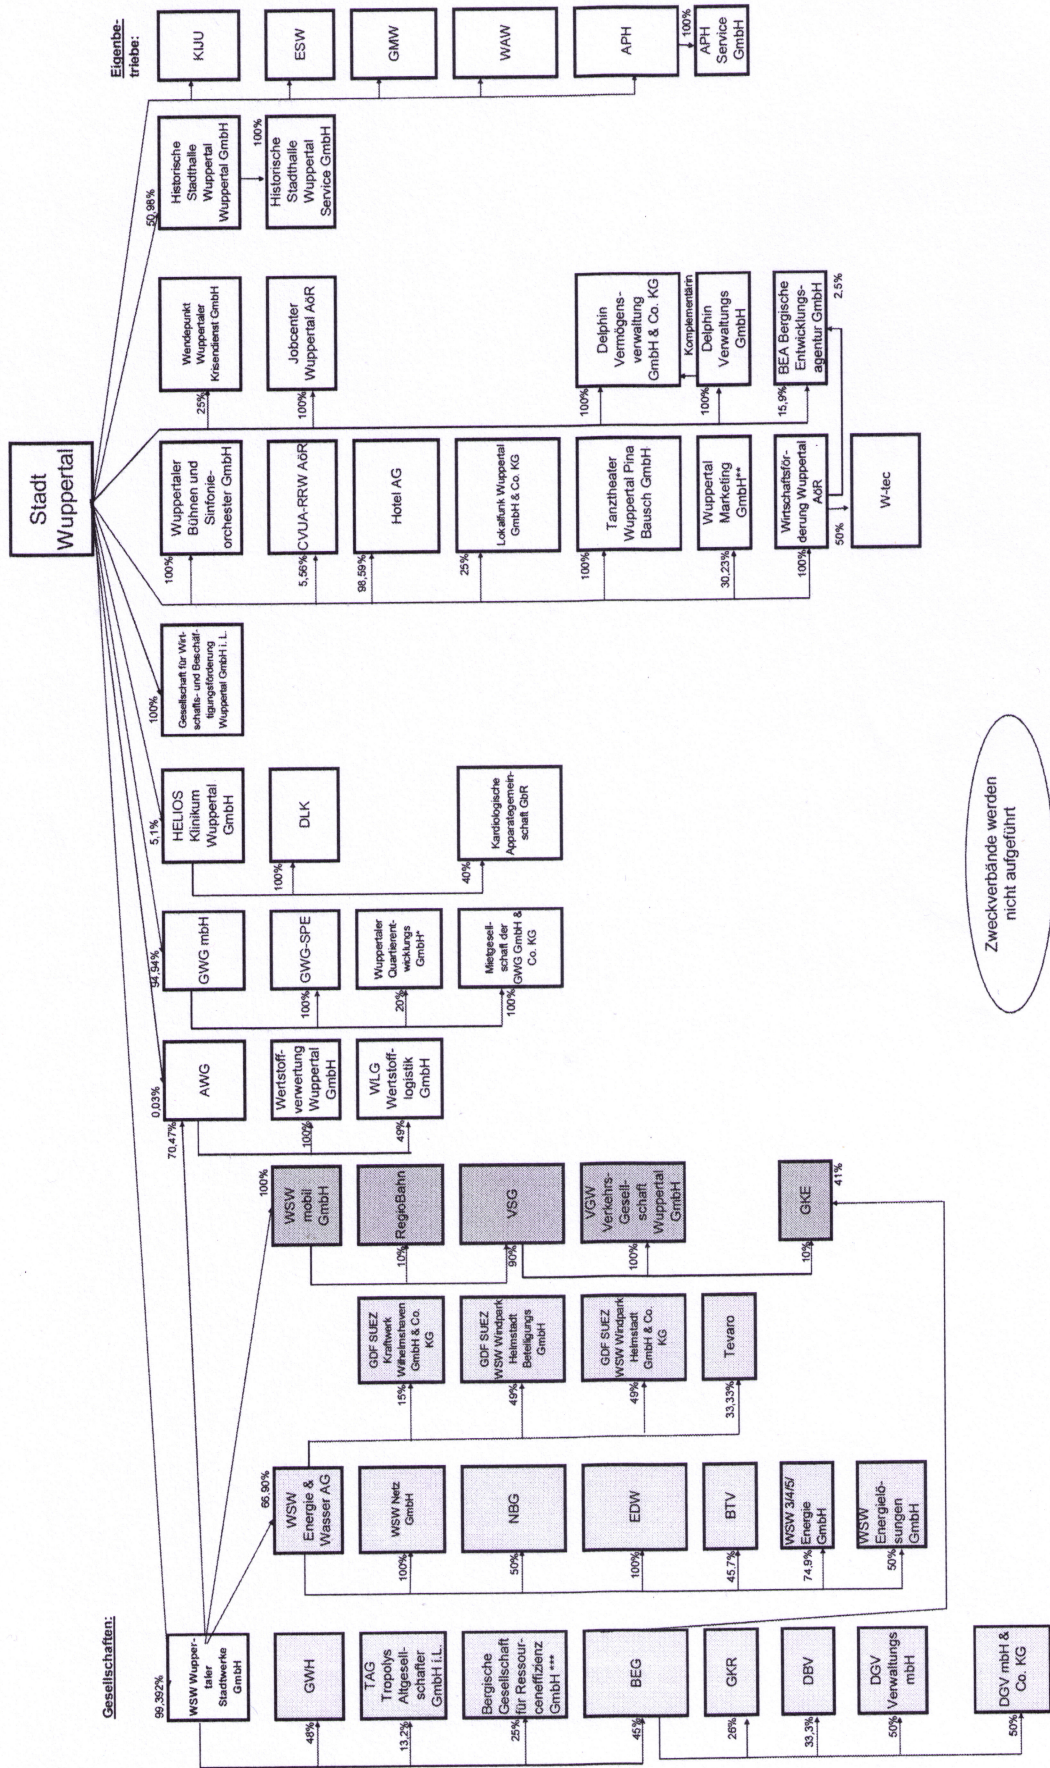 Stadt
Wuppertal
Gesellschaften:
99,392%
WSW Wupper-
taler
Stadtwerke
GmbH
48%
GWH
13,2%
TAG
Tropolys
Altgesell-
schafter
GmbH i.L.
25%
Bergische
Gesellschaft
für Ressour-
ceneffizienz
GmbH ***
45%
BEG
26%
GKR
33,3%
DBV
50%
DGV
Verwaltungs
mbH
50%
DGV mbH &
Co. KG
66,90%
WSW
Energie &
Wasser AG
100%
WSW Netz
GmbH
50%
NBG
100%
EDW
45,7%
BTV
74,9%
WSW 3/4/5/
Energie
GmbH
50%
WSW
Energielö-
sungen
GmbH
15%
GDF SUEZ
Kraftwerk
Wilhelmshaven
GmbH & Co.
KG
49%
GDF SUEZ
WSW Windpark
Helmstadt
Beteiligungs
GmbH
49%
GDF SUEZ
WSW Windpark
Helmstadt
GmbH & Co.
KG
33,33%
Tevaro
100%
WSW
mobil
GmbH
10%
RegioBahn
90%
VSG
100%
VGW
Verkehrs-
Gesell-
schaft
Wuppertal
GmbH
10%
GKE
41%
70,47%
0,03%
AWG
100%
Wertstoff-
verwertung
Wuppertal
GmbH
49%
WLG
Wertstoff-
logistik
GmbH
94,94%
GWG mbH
100%
GWG-SPE
20%
Wuppertaler
Quartierent-
wicklungs
GmbH*
100%
Mietgesell-
schaft der
GWG GmbH &
Co. KG
5,1%
HELIOS
Klinikum
Wuppertal
GmbH
100%
DLK
40%
Kardiologische
Apparategemein-
schaft GbR
100%
Gesellschaft für Wirt-
schafts- und Beschäf-
tigungsförderung
Wuppertal GmbH i. L.
100%
Wuppertaler
Bühnen und
Sinfonie-
orchester GmbH
5,56%
CVUA-RRW AöR
98,59%
Hotel AG
25%
Lokalfunk Wuppertal
GmbH & Co. KG
100%
Tanztheater
Wuppertal Pina
Bausch GmbH
30,23%
Wuppertal
Marketing
GmbH**
100%
Wirtschaftsför-
derung Wuppertal
AöR
50%
W-tec
25%
Wendepunkt
Wuppertaler
Krisendienst GmbH
100%
Jobcenter
Wuppertal AöR
100%
Delphin
Vermögens-
verwaltung
GmbH & Co. KG
Komplementärin
100%
Delphin
Verwaltungs
GmbH
15,9%
BEA Bergische
Entwicklungs-
agentur GmbH
2,5%
50,98%
Historische
Stadthalle
Wuppertal
Wuppertal GmbH
100%
Historische
Stadthalle
Wuppertal
Service GmbH
Eigenbe-
triebe:
KIJU
ESW
GMW
WAW
APH
100%
APH
Service
GmbH
Zweckverbände werden
nicht aufgeführt